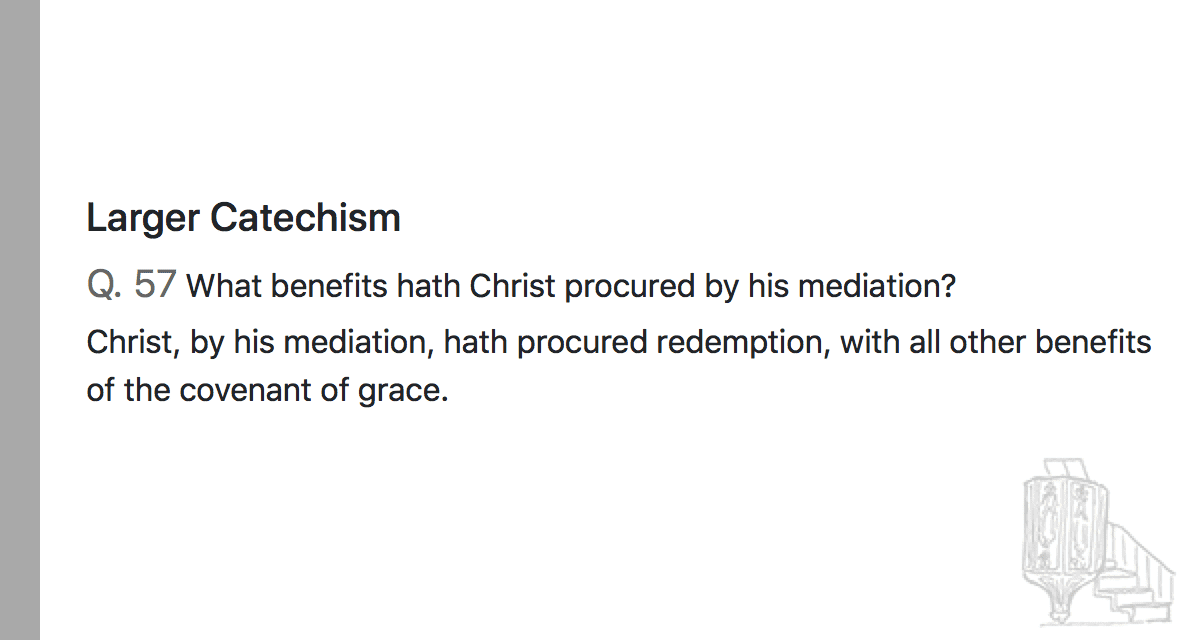 Larger Catechism
Q. 57 What benefits hath Christ procured by his mediation?
Christ, by his mediation, hath procured redemption, with all other benefits
of the covenant of grace.